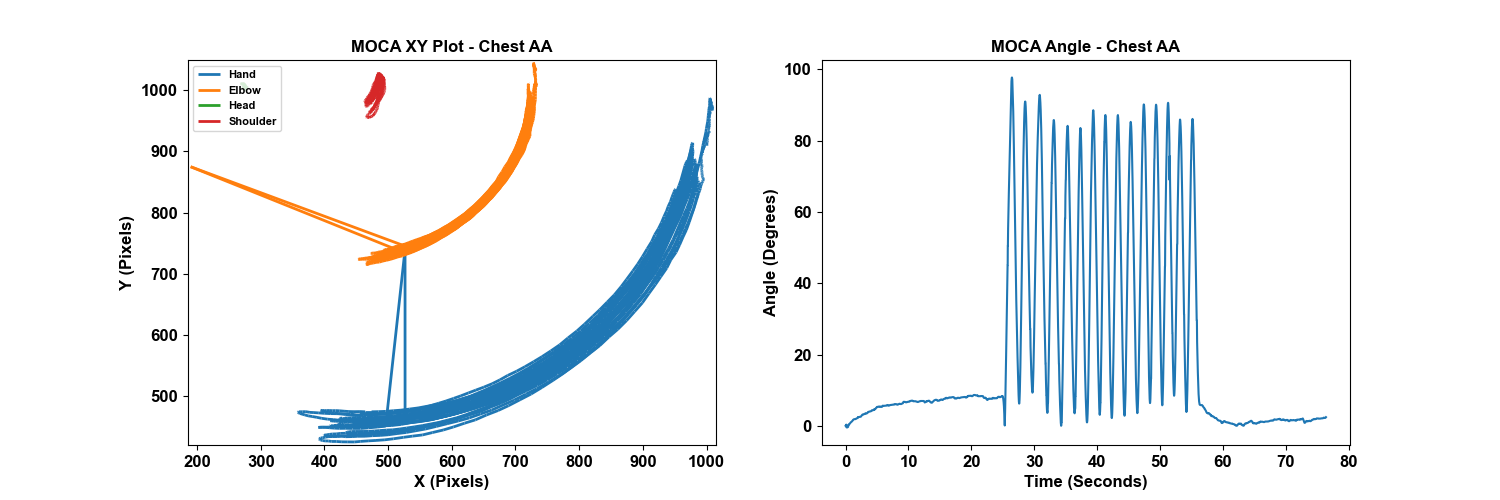 MOCA XY Plot - Chest AA
Hand
Elbow
Head
Shoulder
1000
900
800
700
600
500
Y (Pixels)
200 300 400 500 600 700 800 900 1000
X (Pixels)
MOCA Angle - Chest AA
100
80
60
40
20
0
Angle (Degrees)
0 10 20 30 40 50 60 70 80
Time (Seconds)